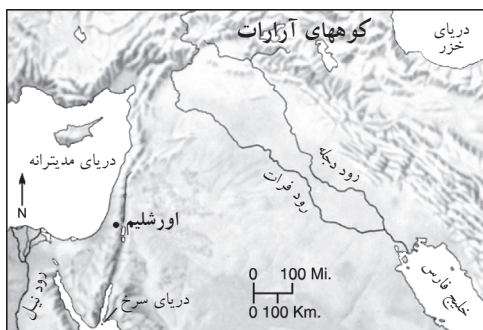 کوههای آرارات
دریای
خزر
دریای مدیترانه
رود دجله
رود فرات
N
اورشلیم
رود نیل
دریای سرخ
خلیج فارس
0 100 Mi.
0 100 Km.